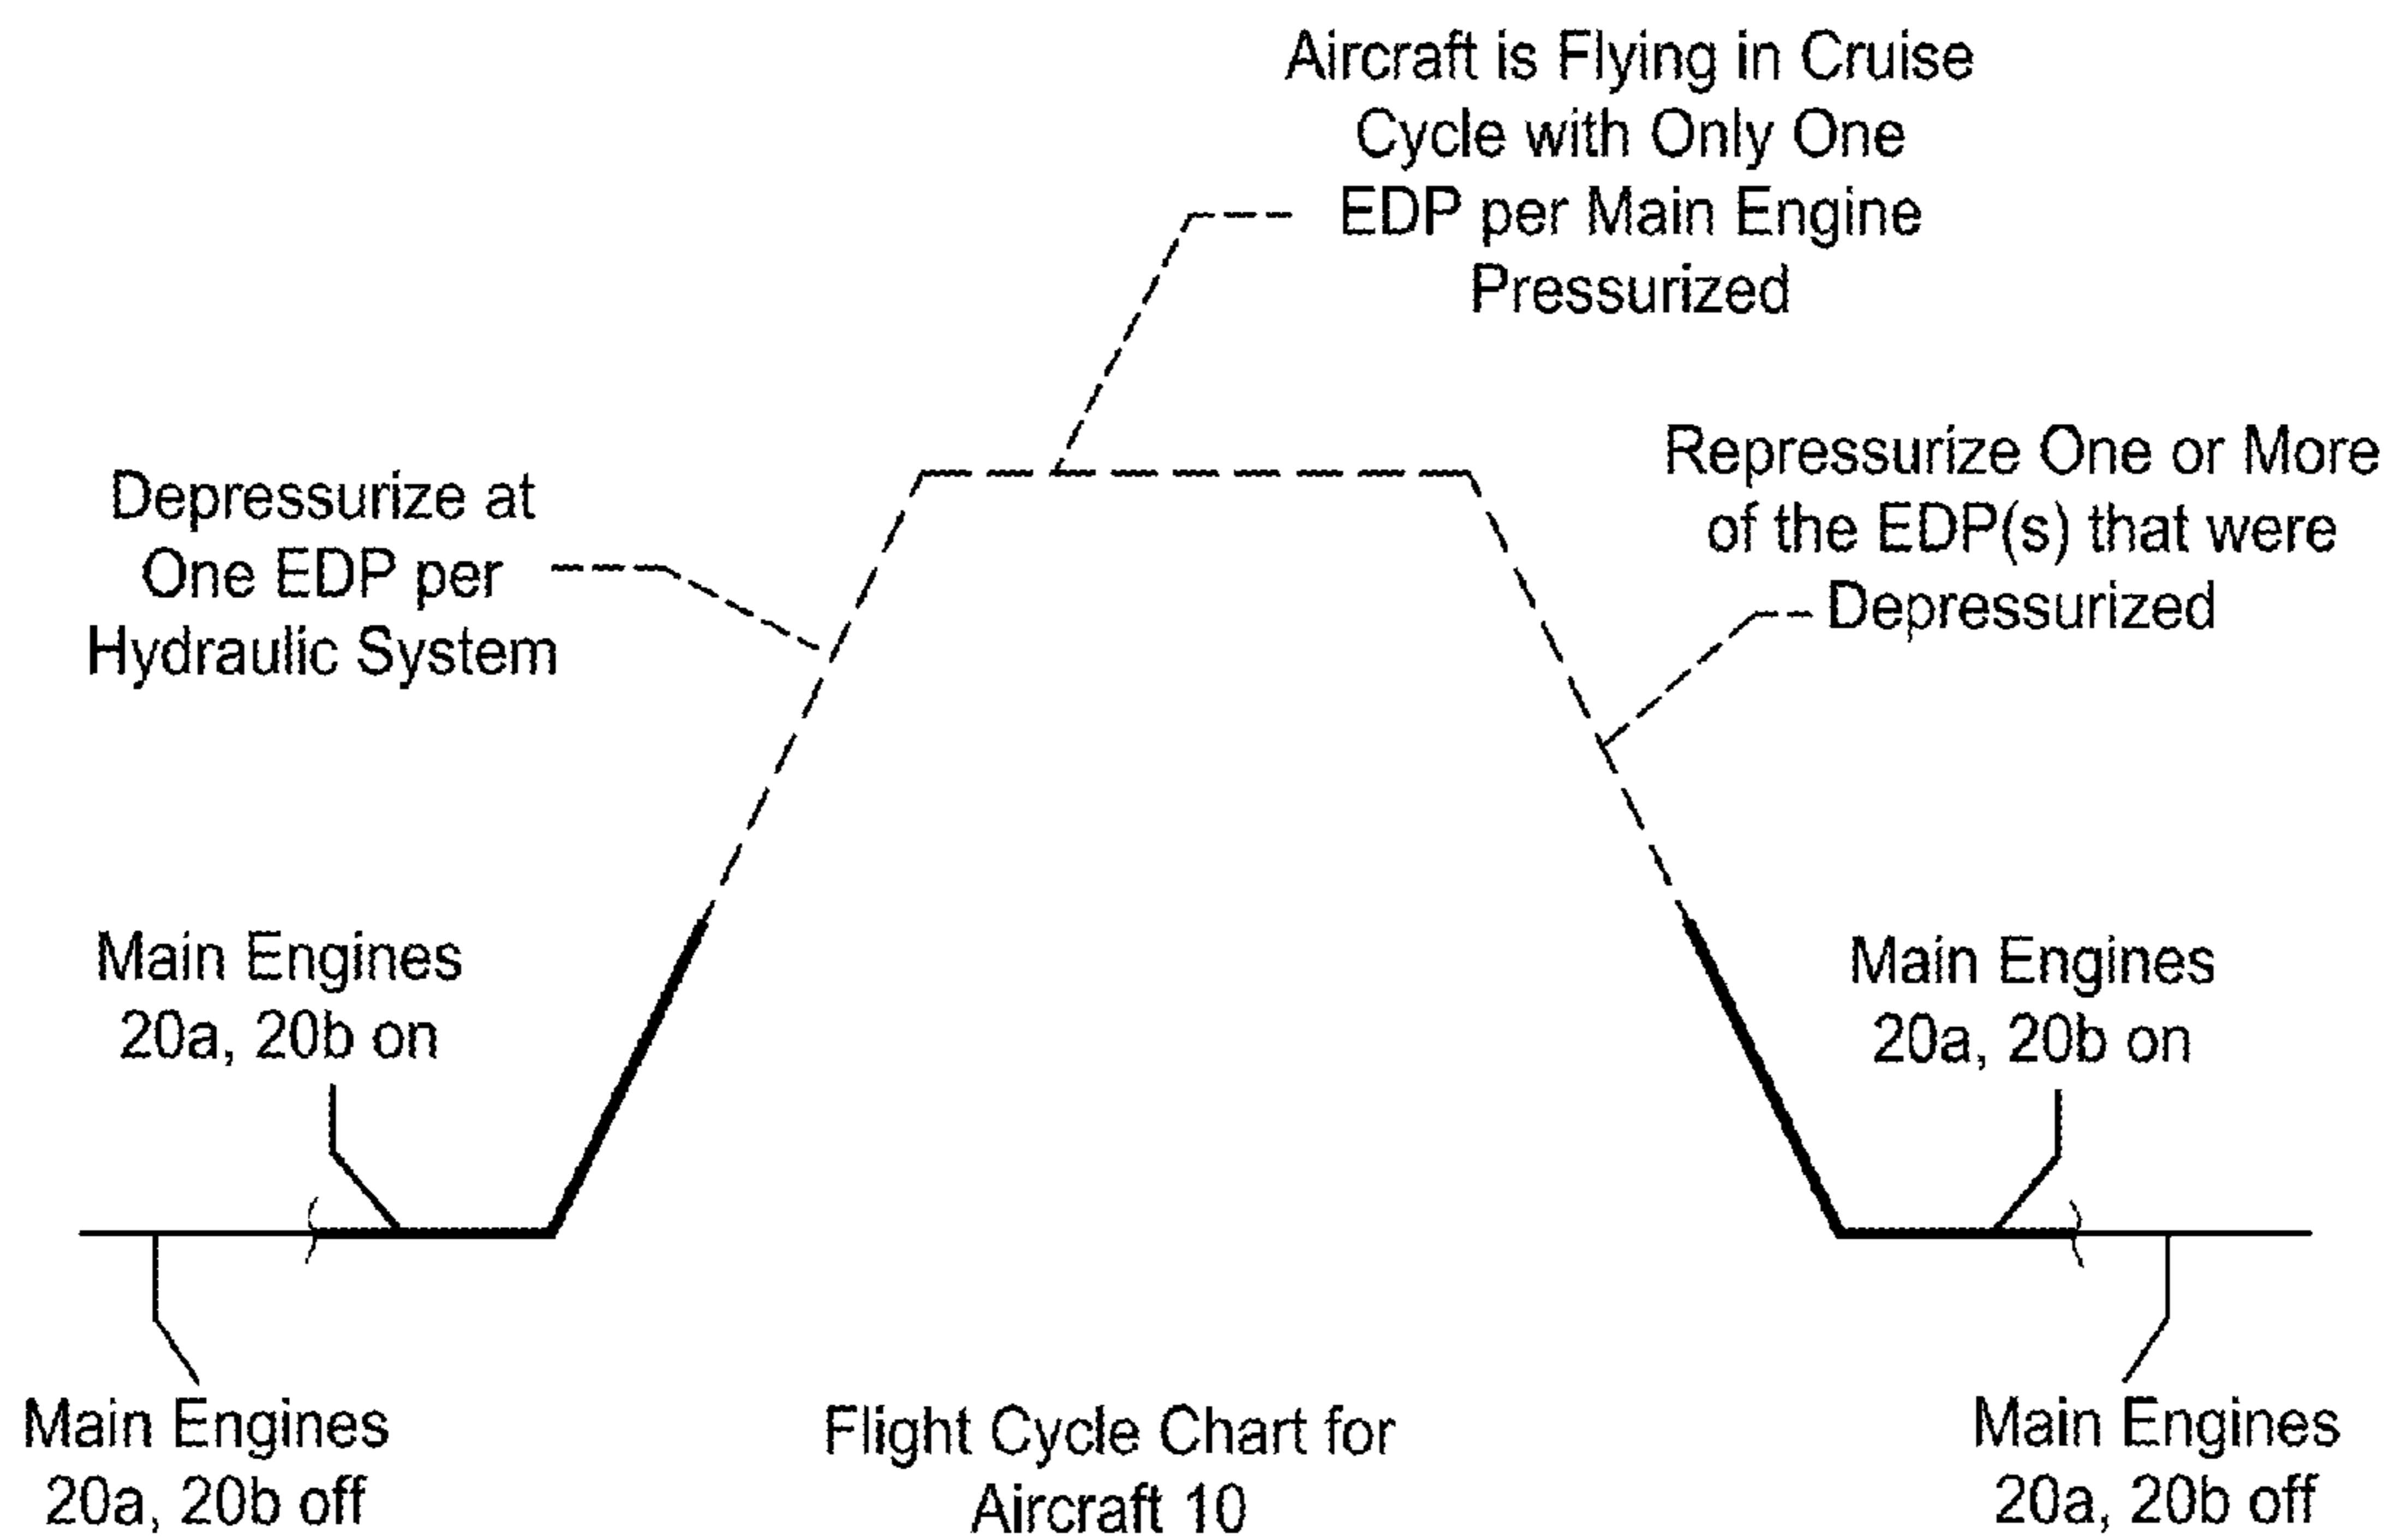 Aircraft is Flying in Cruise
Cycle with Only One
EDP per Main Engine
Pressurized
Depressurize at
One EDP per
Hydraulic System
Repressurize One or More
of the EDP(s) that were
Depressurized
Main Engines
20a, 20b on
Main Engines
20a, 20b on
Main Engines
20a, 20b off
Flight Cycle Chart for
Aircraft 10
Main Engines
20a, 20b off